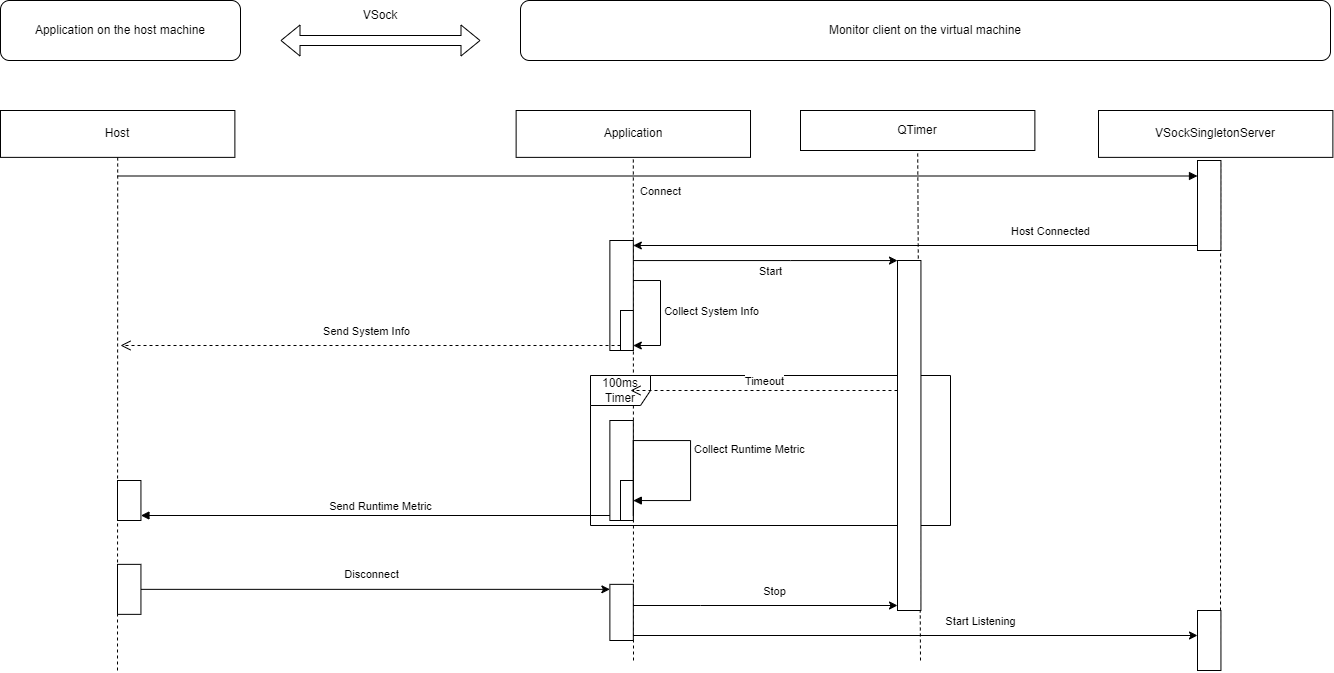 VSock
Application on the host machine
Monitor client on the virtual machine
Host
Application
QTimer
VSockSingletonServer
Connect
Host Connected
Start
Collect System Info
Send System Info
100ms
Timer
Timeout
Collect Runtime Metric
Send Runtime Metric
Disconnect
Stop
Start Listening